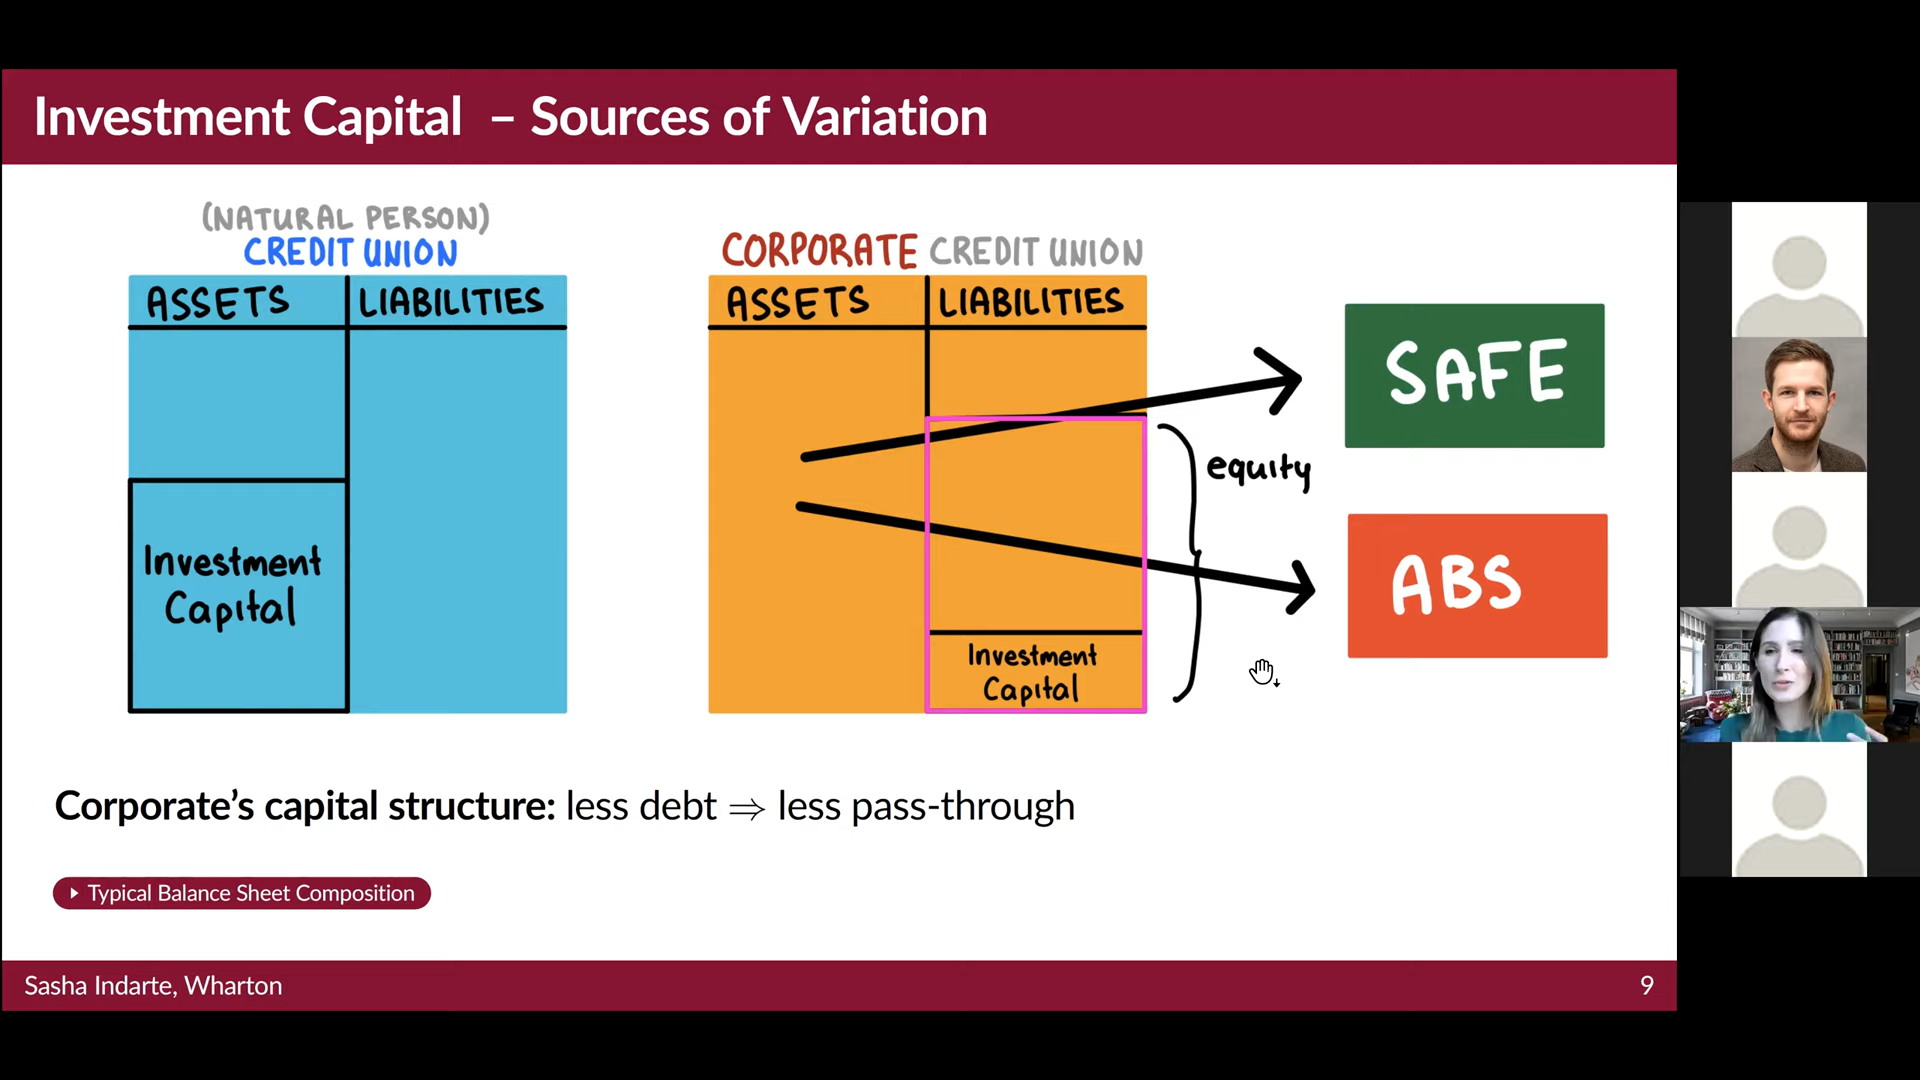 Investment Capital – Sources of Variation
(NATURAL PERSON)
CREDIT UNION
ASSETS
LIABILITIES
Investment
Capital
CORPORATE CREDIT UNION
ASSETS
LIABILITIES
Investment
Capital
equity
SAFE
ABS
Corporate's capital structure: less debt ⇒ less pass-through
Typical Balance Sheet Composition
Sasha Indarte, Wharton
9